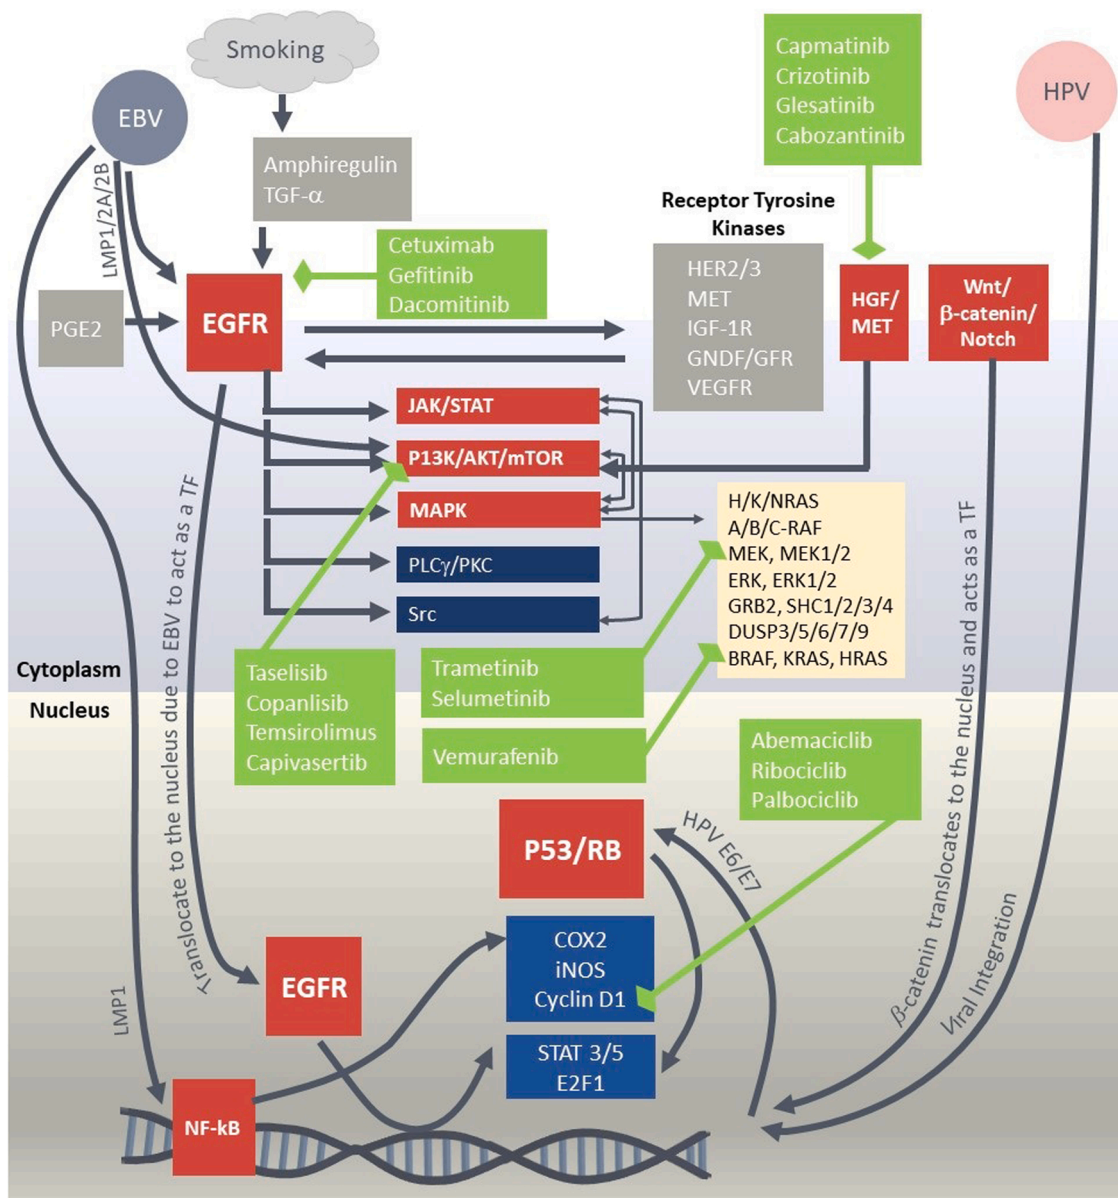 Smoking
EBV
Capmatinib
Crizotinib
Glesatinib
Cabozantinib
HPV
LMP1/2A/2B
Amphiregulin
TGF-α
Receptor Tyrosine
Kinases
Cetuximab
Gefitinib
Dacomitinib
PGE2
EGFR
HER2/3
MET
IGF-1R
GNDF/GFR
VEGFR
HGF/
MET
Wnt/
β-catenin/
Notch
JAK/STAT
P13K/AKT/mTOR
MAPK
PLCγ/PKC
Src
H/K/NRAS
A/B/C-RAF
MEK, MEK1/2
ERK, ERK1/2
GRB2, SHC1/2/3/4
DUSP3/5/6/7/9
BRAF, KRAS, HRAS
Cytoplasm
Nucleus
Translocate to the nucleus due to EBV to act as a TF
Taselisib
Copanlisib
Temsirolimus
Capivasertib
Trametinib
Selumetinib
Vemurafenib
Abemaciclib
Ribociclib
Palbociclib
β-catenin translocates to the nucleus and acts as a TF
Viral Integration
P53/RB
HPV E6/E7
COX2
iNOS
Cyclin D1
EGFR
LMP1
STAT 3/5
E2F1
NF-kB